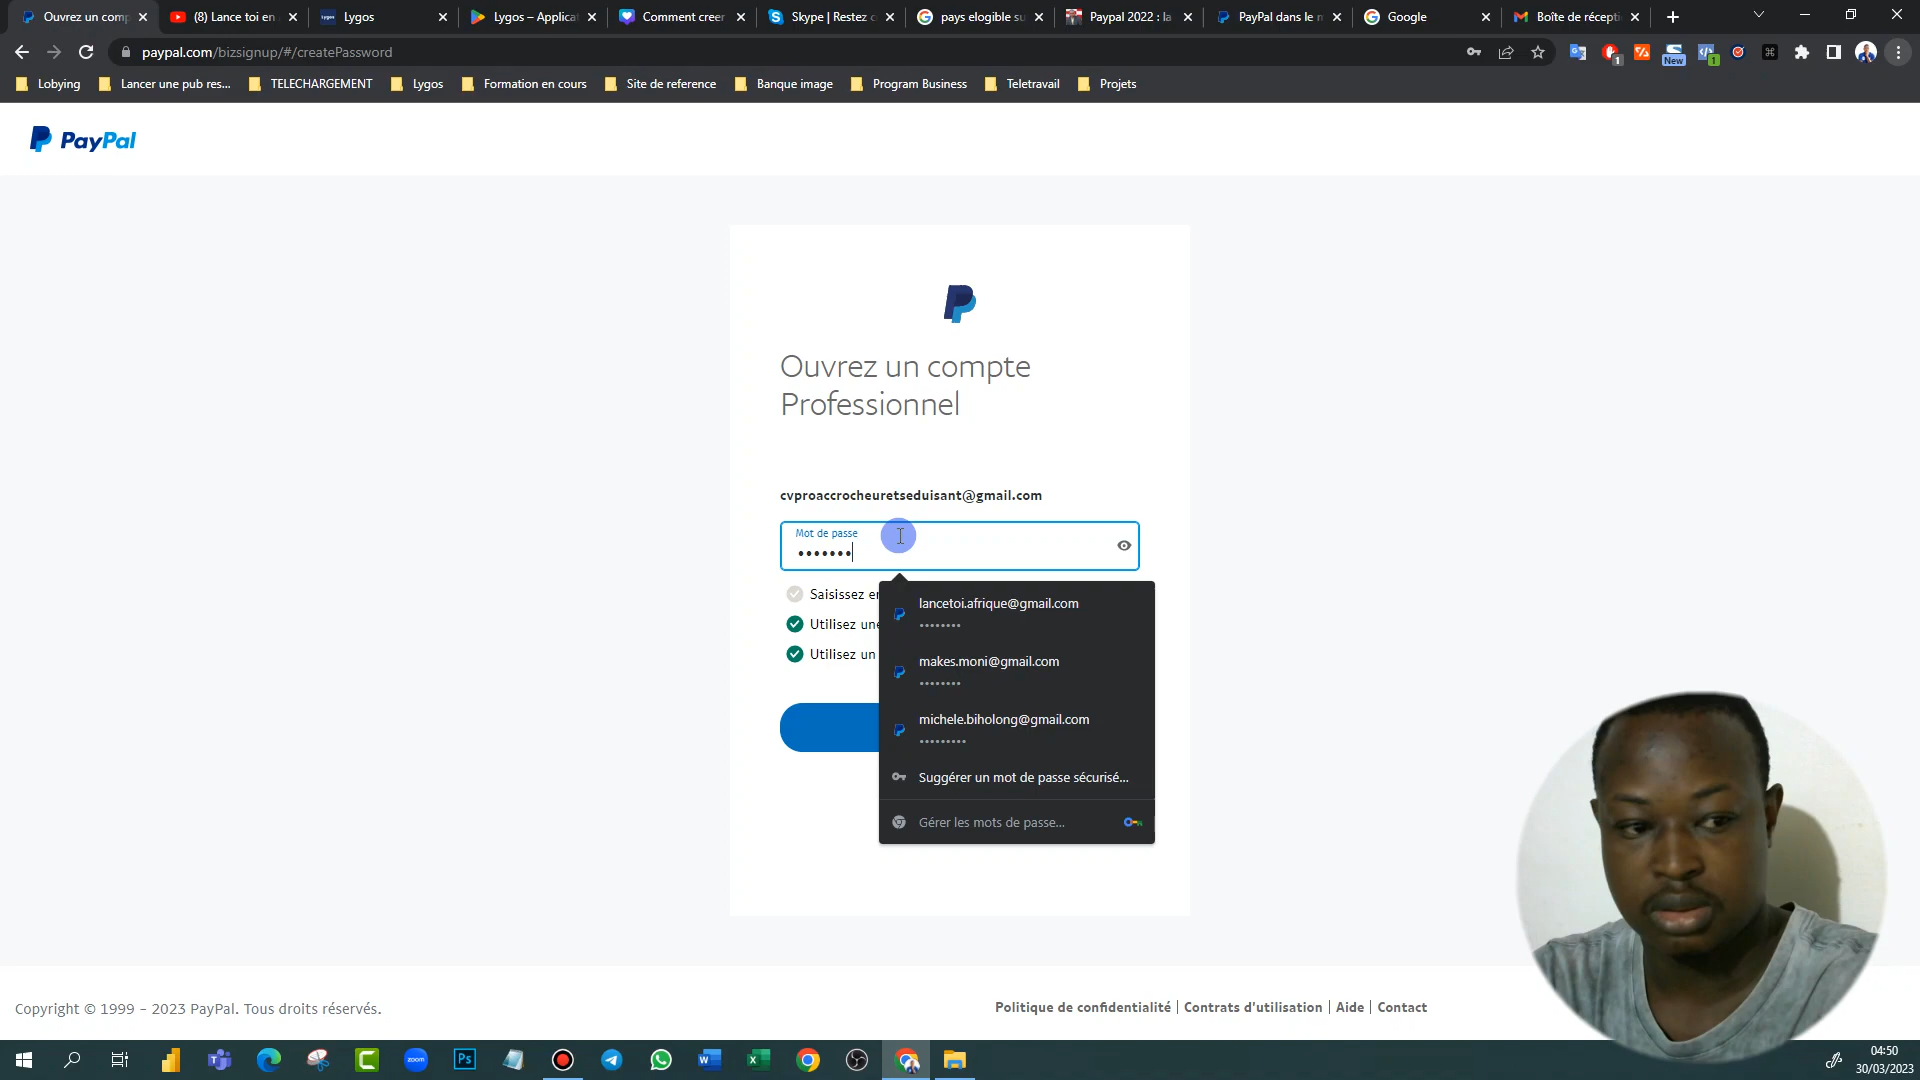 Ouvrez un comp
(8) Lance toi en
Lygos
Lygos – Applicat
Comment creer
Skype | Restez c
pays elogible su
Paypal 2022 : la
PayPal dans le m
Google
Boîte de récepti
paypal.com/bizsignup/#/createPassword
1
New
1
Lobying
Lancer une pub res...
TELECHARGEMENT
Lygos
Formation en cours
Site de reference
Banque image
Program Business
Teletravail
Projets
PayPal
Ouvrez un compte
Professionnel
cvproaccrocheuretseduisant@gmail.com
Mot de passe
•••••••
Saisissez en
Utilisez une
Utilisez un
lancetoi.afrique@gmail.com
••••••••
makes.moni@gmail.com
••••••••
michele.biholong@gmail.com
•••••••••
Suggérer un mot de passe sécurisé...
Gérer les mots de passe...
Copyright © 1999 - 2023 PayPal. Tous droits réservés.
Politique de confidentialité | Contrats d'utilisation | Aide | Contact
zoom
Ps
04:50
30/03/2023